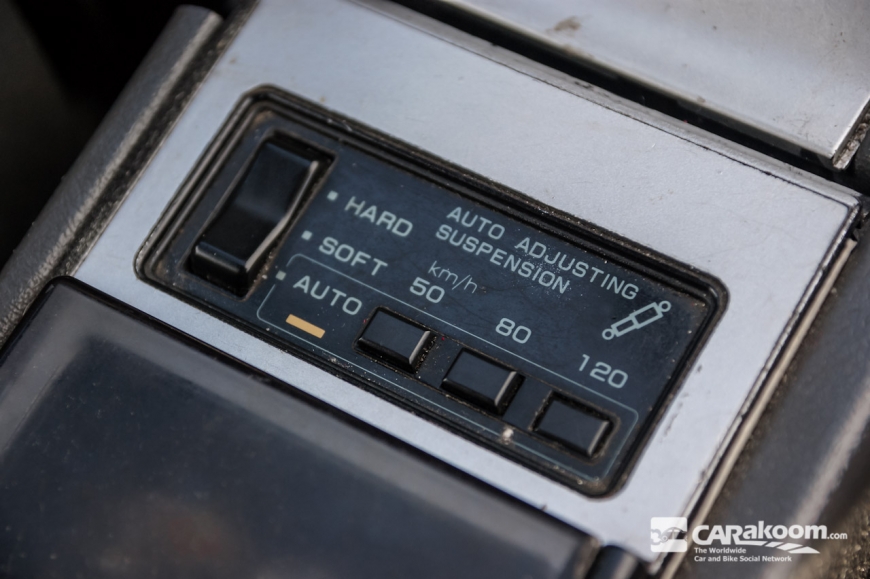 AUTO ADJUSTING
SUSPENSION
HARD
SOFT
AUTO
km/h
50
80
120
CARakoom.com
The Worldwide
Car and Bike Social Network